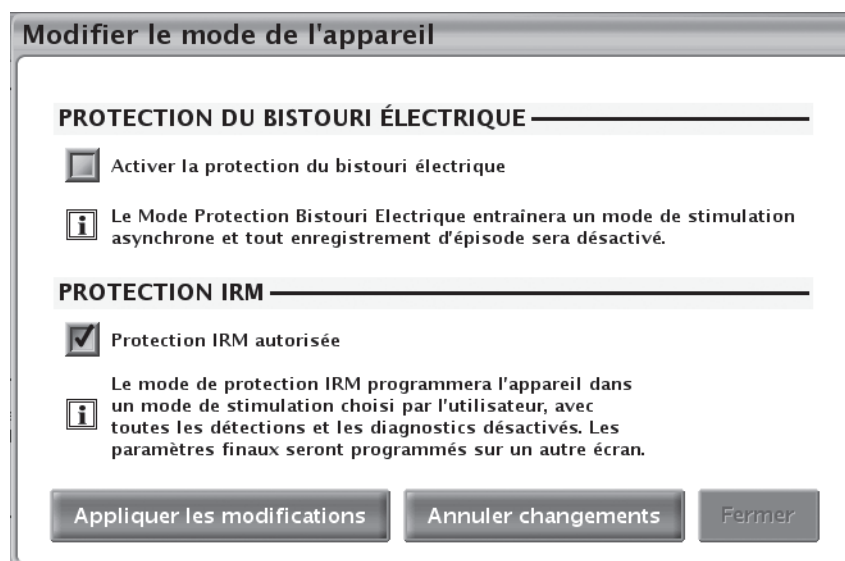 Modifier le mode de l'appareil
PROTECTION DU BISTOURI ÉLECTRIQUE
Activer la protection du bistouri électrique
Le Mode Protection Bistouri Electrique entraînera un mode de stimulation
asynchrone et tout enregistrement d'épisode sera désactivé.
PROTECTION IRM
Protection IRM autorisée
Le mode de protection IRM programmera l'appareil dans
un mode de stimulation choisi par l'utilisateur, avec
toutes les détections et les diagnostics désactivés. Les
paramètres finaux seront programmés sur un autre écran.
Appliquer les modifications Annuler changements Fermer